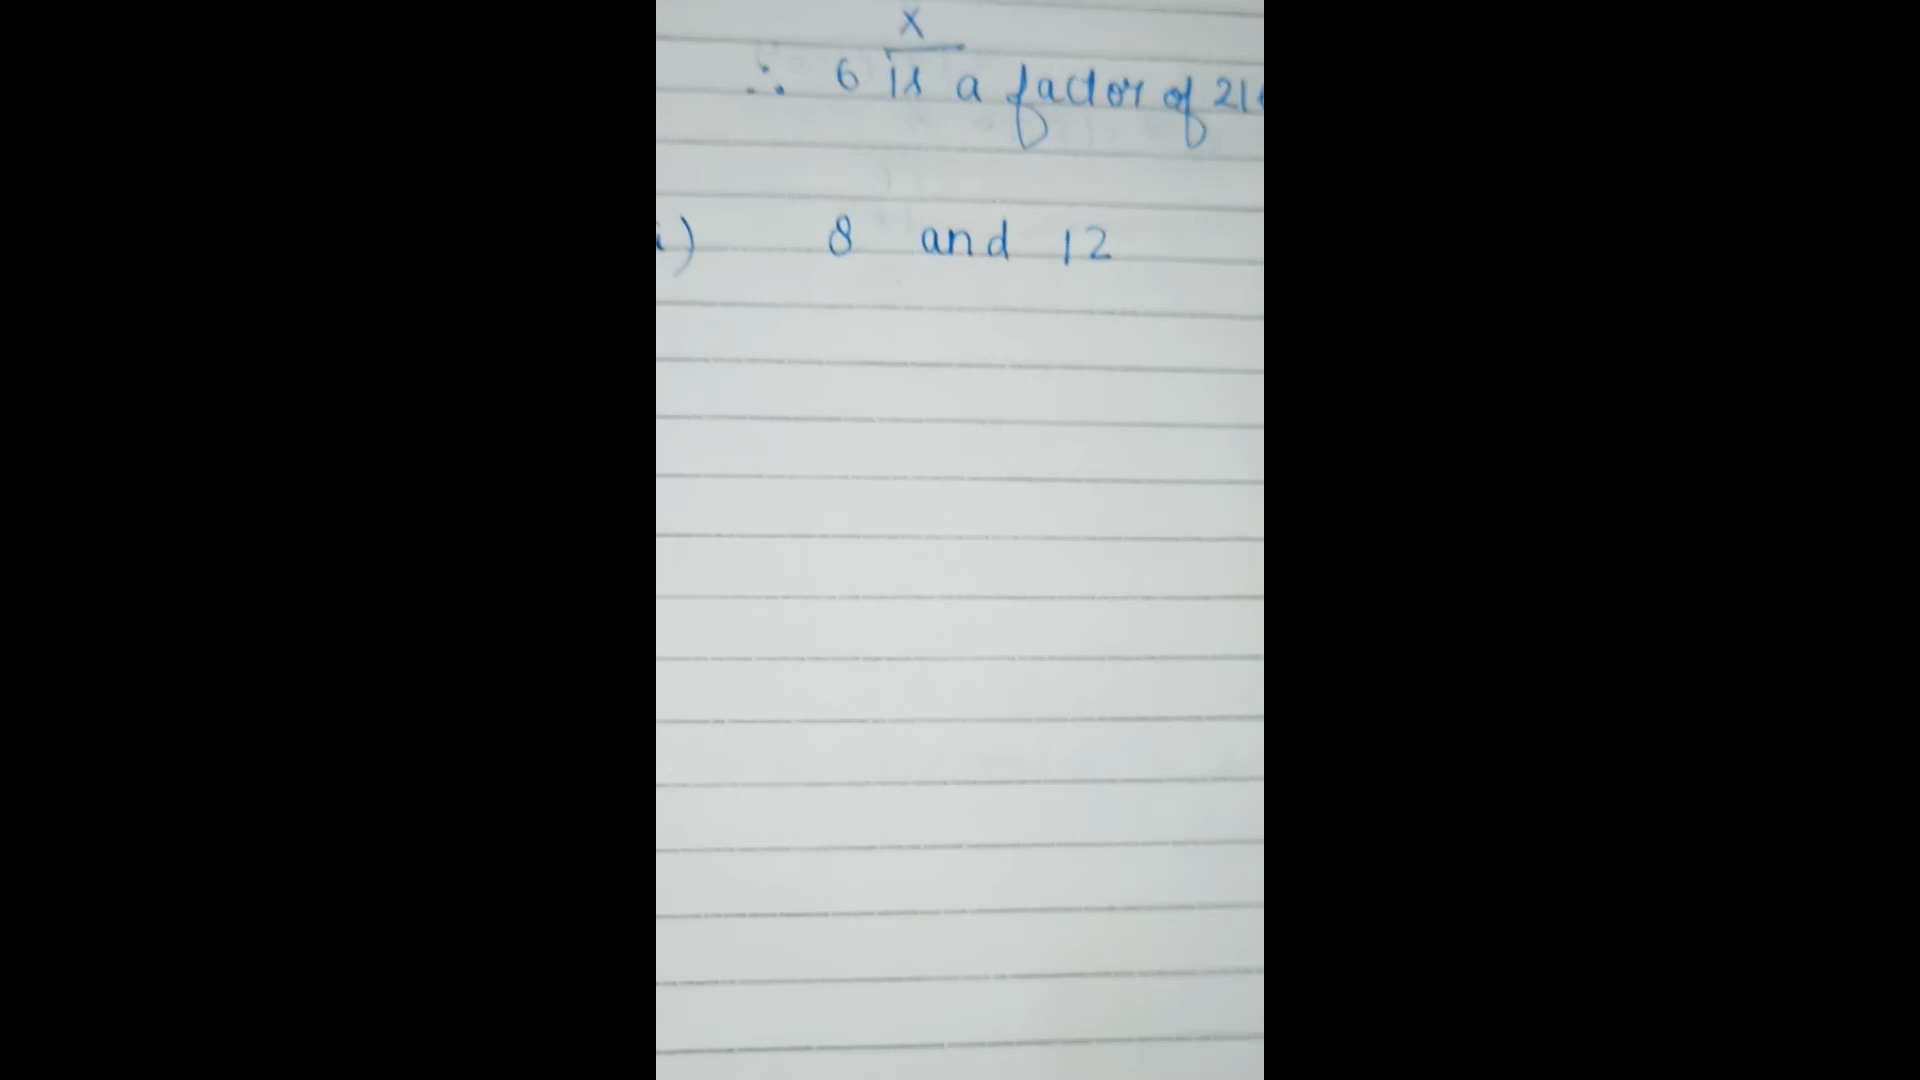 x
∴ 6 is a factor of 21
i) 8 and 12